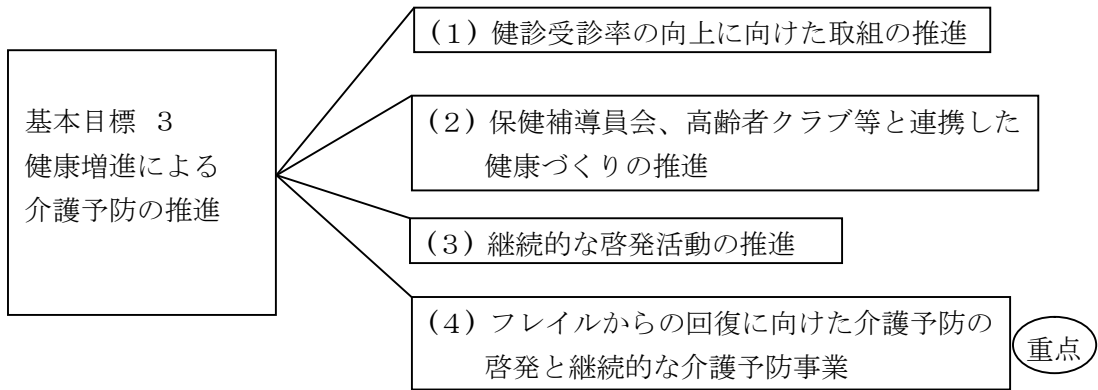 基本目標 3
健康増進による
介護予防の推進
(1)健診受診率の向上に向けた取組の推進
(2)保健補導員会、高齢者クラブ等と連携した
健康づくりの推進
(3)継続的な啓発活動の推進
(4)フレイルからの回復に向けた介護予防の
啓発と継続的な介護予防事業
重点